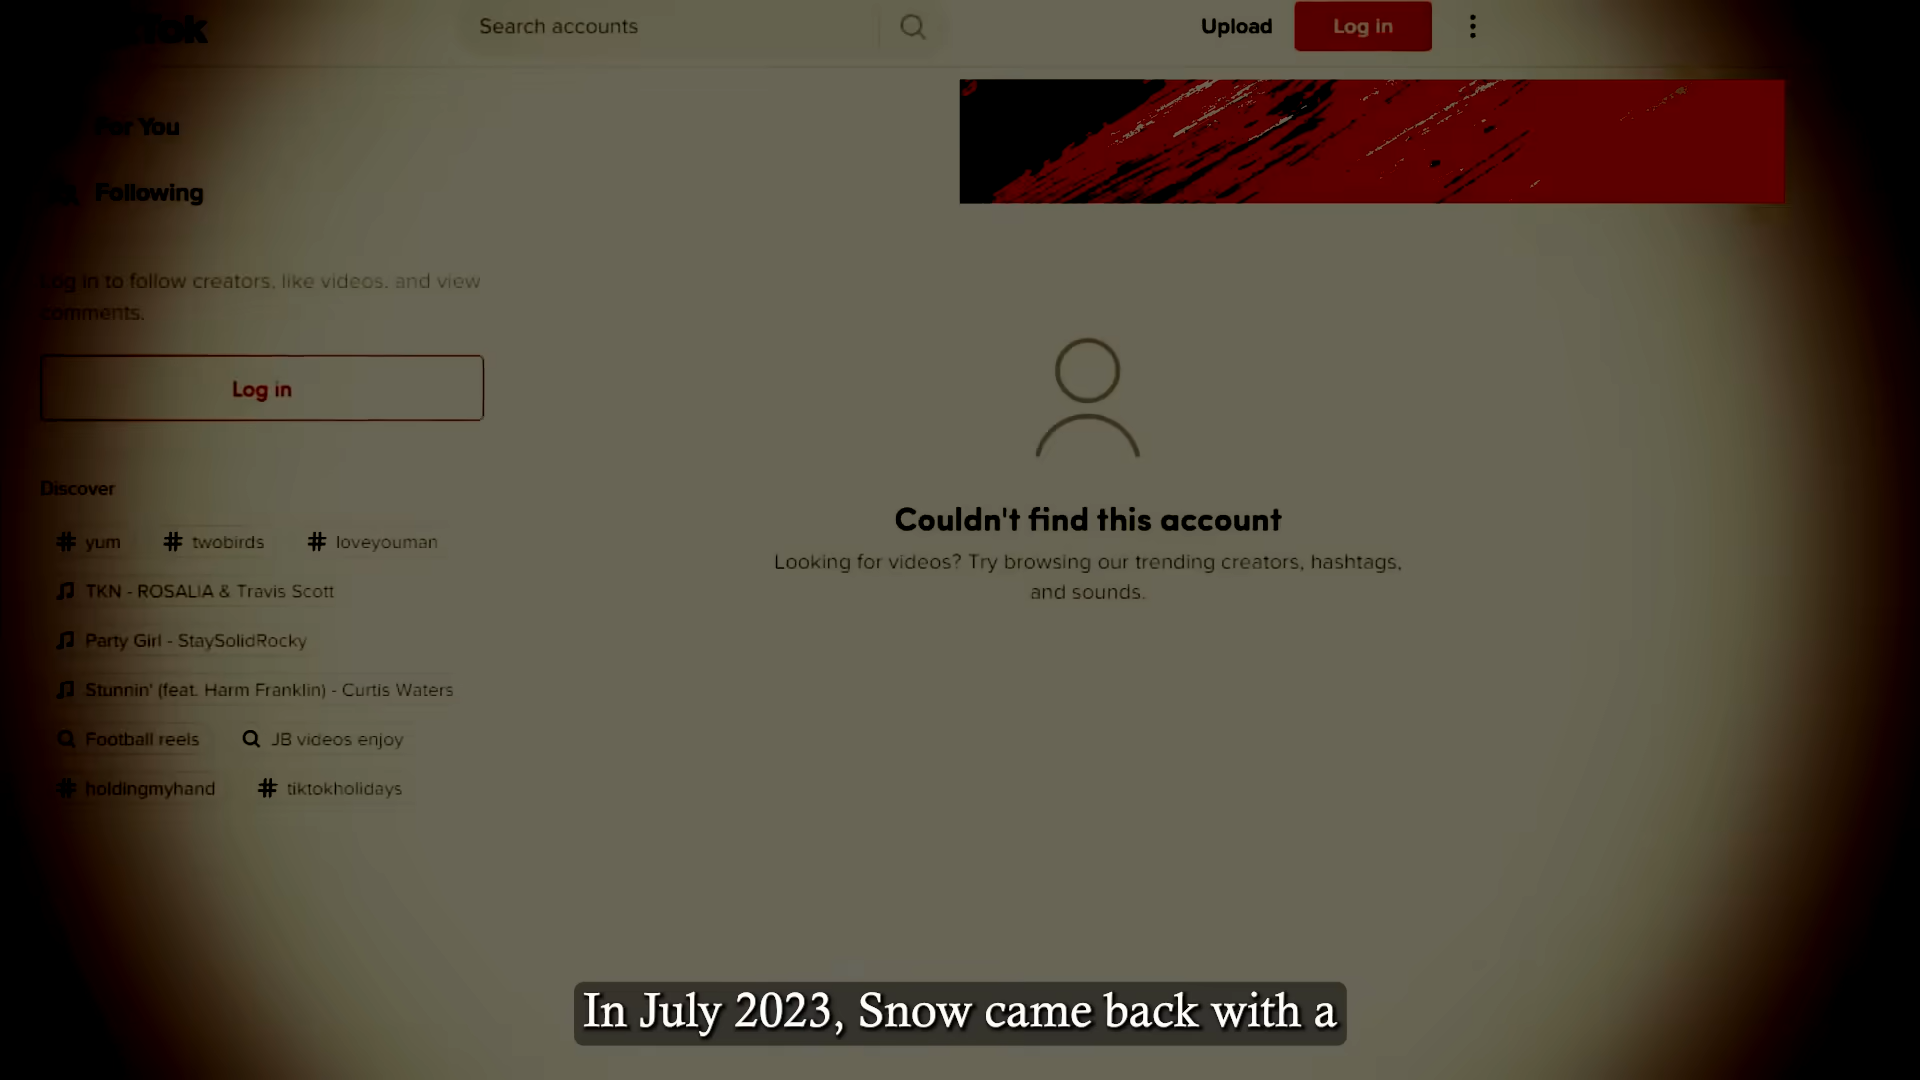 Tok
Search accounts
Upload
Log in
For You
Following
Log in to follow creators, like videos, and view
comments.
Log in
Discover
# yum # twobirds # loveyouman
TKN - ROSALÍA & Travis Scott
Party Girl - StaySolidRocky
Stunnin' (feat. Harm Franklin) - Curtis Waters
Football reels JB videos enjoy
# holdingmyhand # tiktokholidays
Couldn't find this account
Looking for videos? Try browsing our trending creators, hashtags,
and sounds.
In July 2023, Snow came back with a